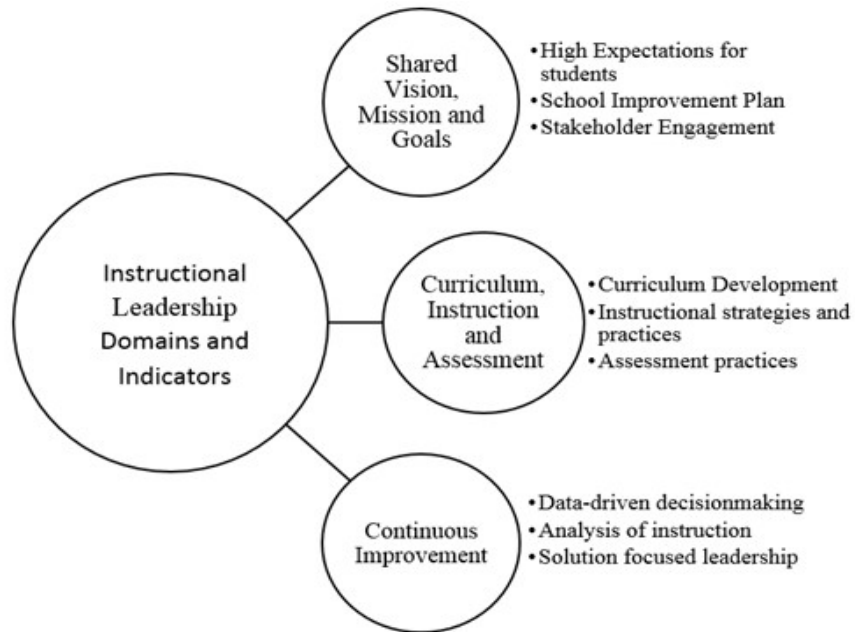 Shared
Vision,
Mission and
Goals
•High Expectations for
students
•School Improvement Plan
•Stakeholder Engagement
Instructional
Leadership
Domains and
Indicators
Curriculum,
Instruction
and
Assessment
•Curriculum Development
•Instructional strategies and
practices
•Assessment practices
Continuous
Improvement
•Data-driven decisionmaking
•Analysis of instruction
•Solution focused leadership